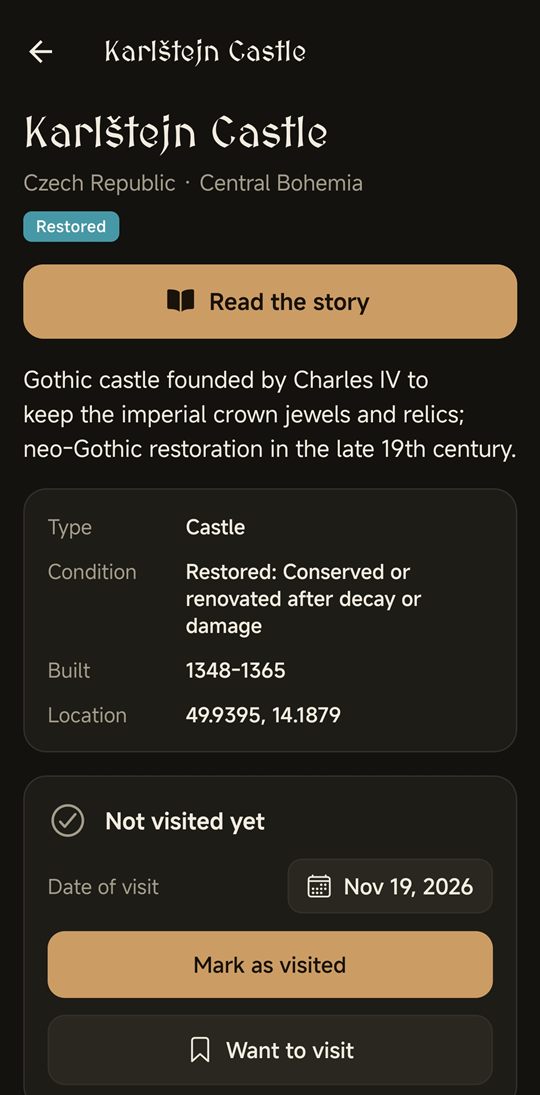 Karlštejn Castle
Karlštejn Castle
Czech Republic · Central Bohemia
Restored
Read the story
Gothic castle founded by Charles IV to
keep the imperial crown jewels and relics;
neo-Gothic restoration in the late 19th century.
Type Castle
Condition Restored: Conserved or
renovated after decay or
damage
Built 1348-1365
Location 49.9395, 14.1879
Not visited yet
Date of visit Nov 19, 2026
Mark as visited
Want to visit